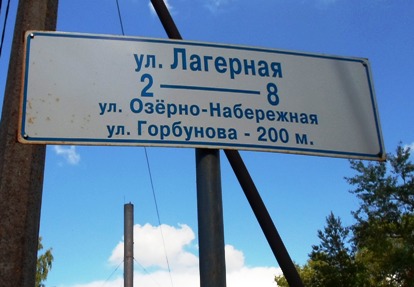 ул. Лагерная
2 — 8
ул. Озёрно-Набережная
ул. Горбунова - 200 м.